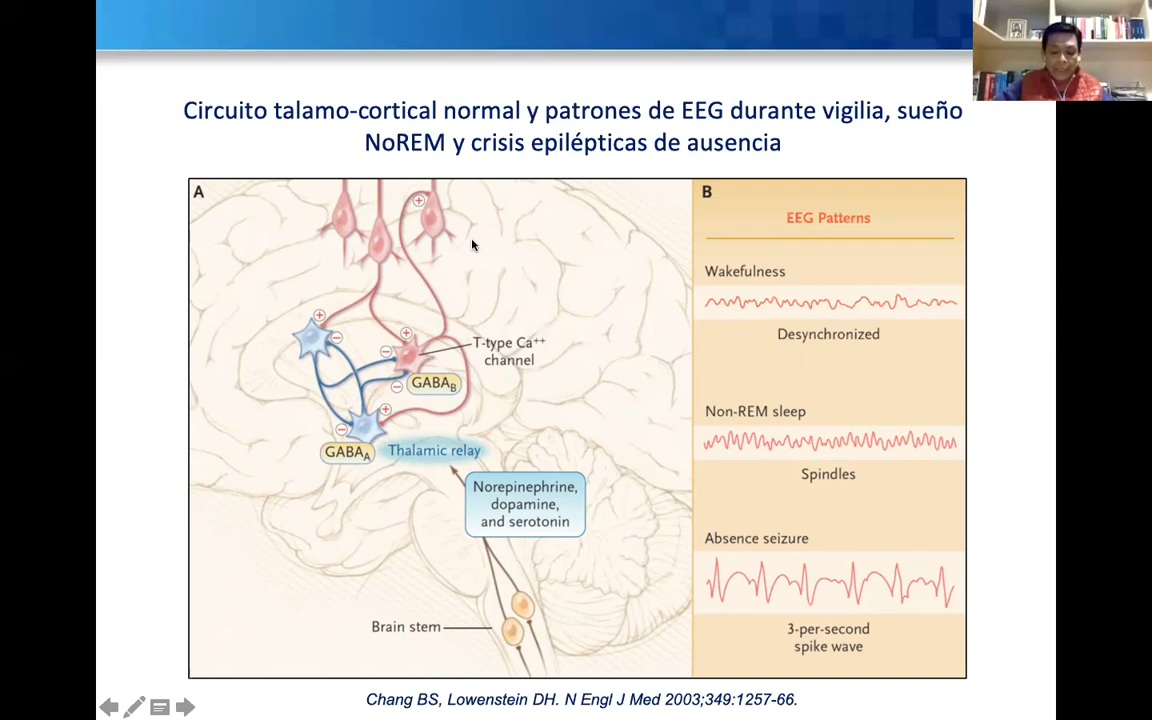 Circuito talamo-cortical normal y patrones de EEG durante vigilia, sueño
NoREM y crisis epilépticas de ausencia
A
+
+
-
+
-
-
+
-
T-type Ca⁺⁺
channel
GABA_B
GABA_A
Thalamic relay
Norepinephrine,
dopamine,
and serotonin
Brain stem
B
EEG Patterns
Wakefulness
Desynchronized
Non-REM sleep
Spindles
Absence seizure
3-per-second
spike wave
Chang BS, Lowenstein DH. N Engl J Med 2003;349:1257-66.